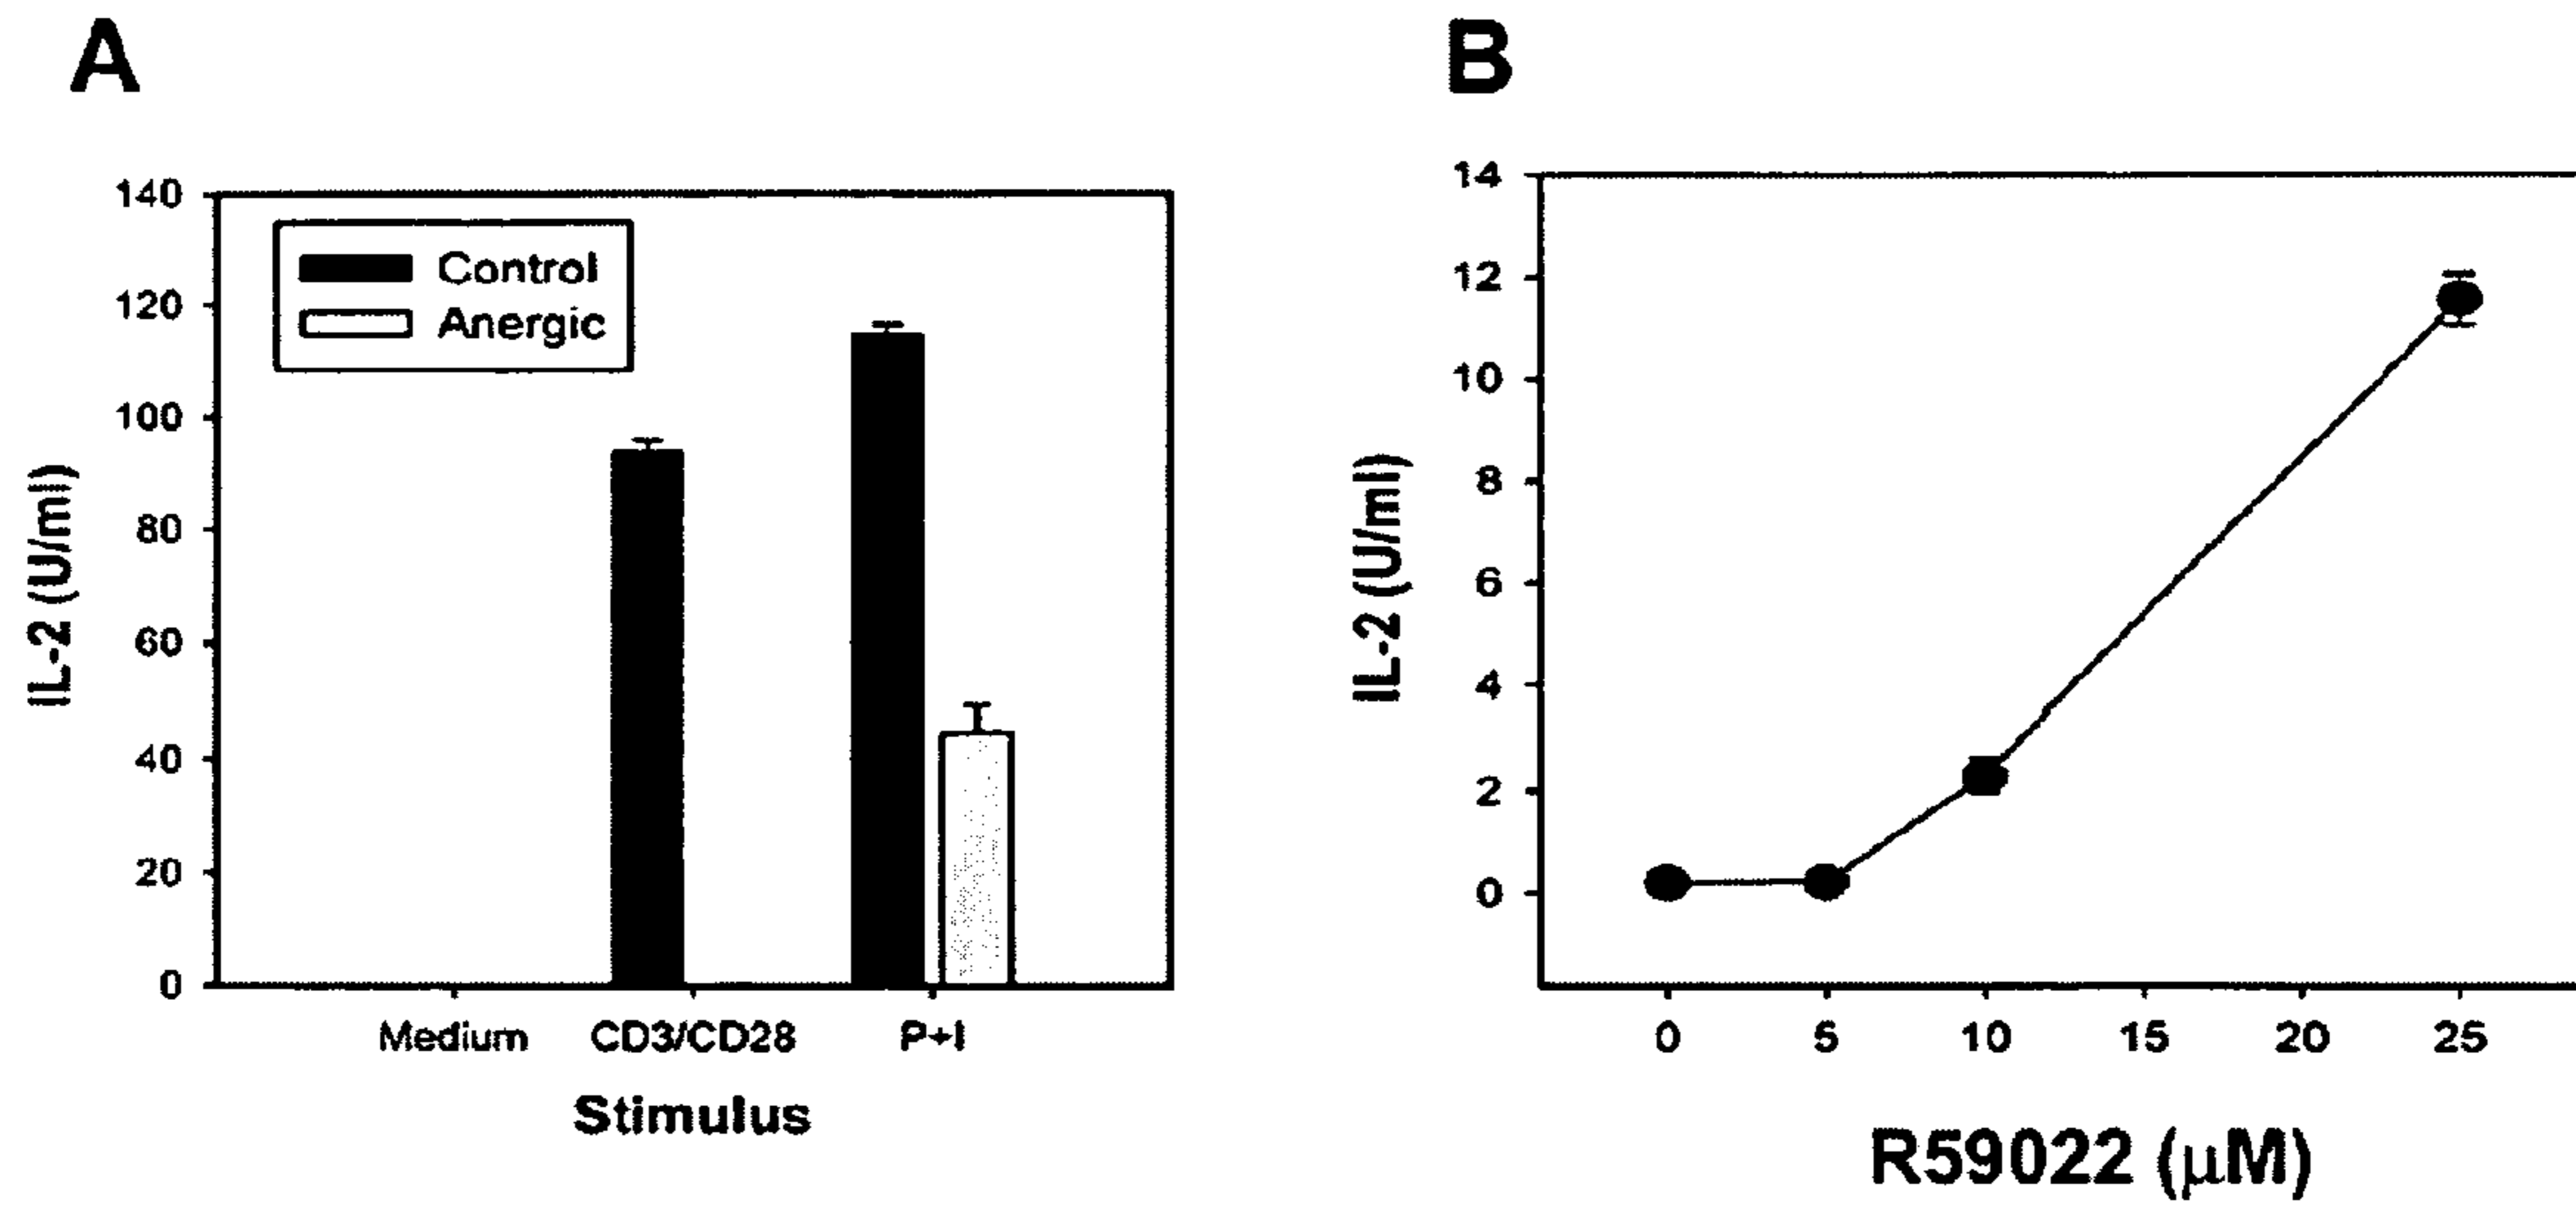 A
140
120
100
80
60
40
20
0
IL-2 (U/ml)
Control
Anergic
Medium
CD3/CD28
P+I
Stimulus
B
14
12
10
8
6
4
2
0
IL-2 (U/ml)
0
5
10
15
20
25
R59022 (μM)